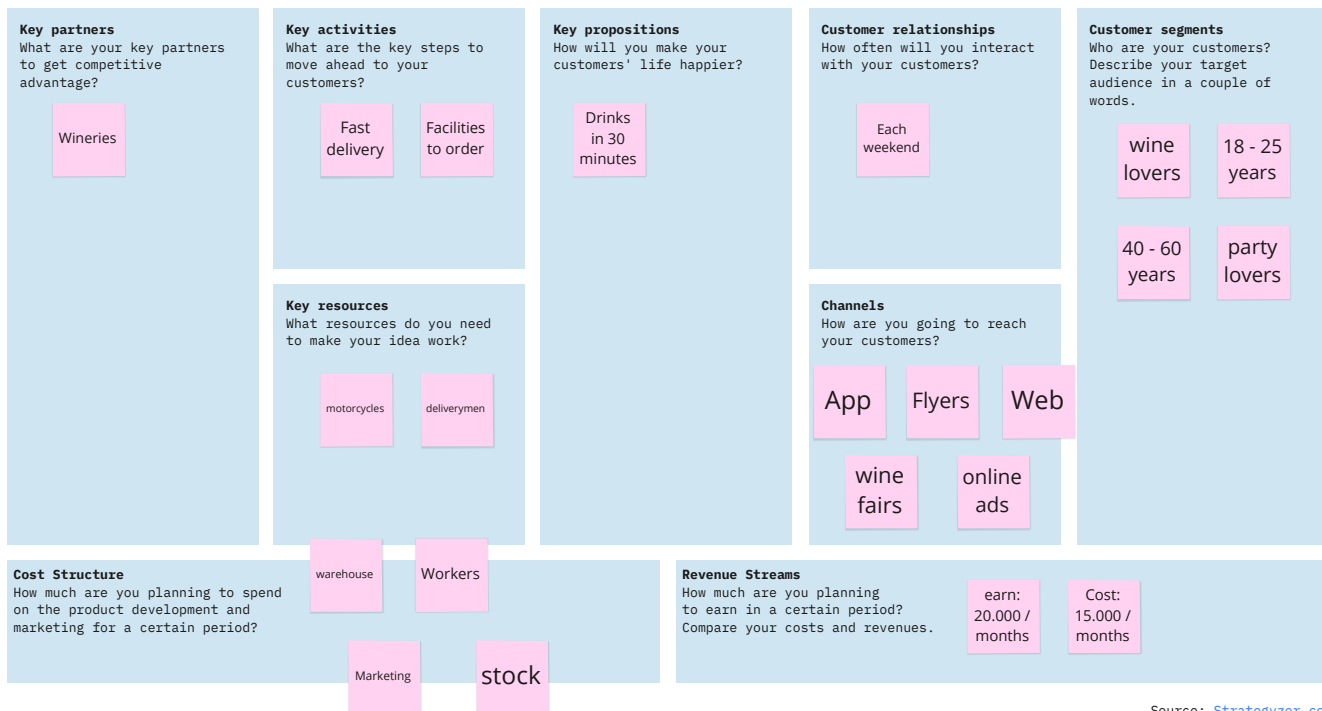 Key partners
What are your key partners
to get competitive
advantage?
Wineries
Key activities
What are the key steps to
move ahead to your
customers?
Fast
delivery
Facilities
to order
Key resources
What resources do you need
to make your idea work?
motorcycles
deliverymen
Key propositions
How will you make your
customers' life happier?
Drinks
in 30
minutes
Customer relationships
How often will you interact
with your customers?
Each
weekend
Channels
How are you going to reach
your customers?
App
Flyers
Web
wine
fairs
online
ads
Customer segments
Who are your customers?
Describe your target
audience in a couple of
words.
wine
lovers
18 - 25
years
40 - 60
years
party
lovers
Cost Structure
How much are you planning to spend
on the product development and
marketing for a certain period?
warehouse
Workers
Marketing
stock
Revenue Streams
How much are you planning
to earn in a certain period?
Compare your costs and revenues.
earn:
20.000 /
months
Cost:
15.000 /
months
Source: Strategyzer.co